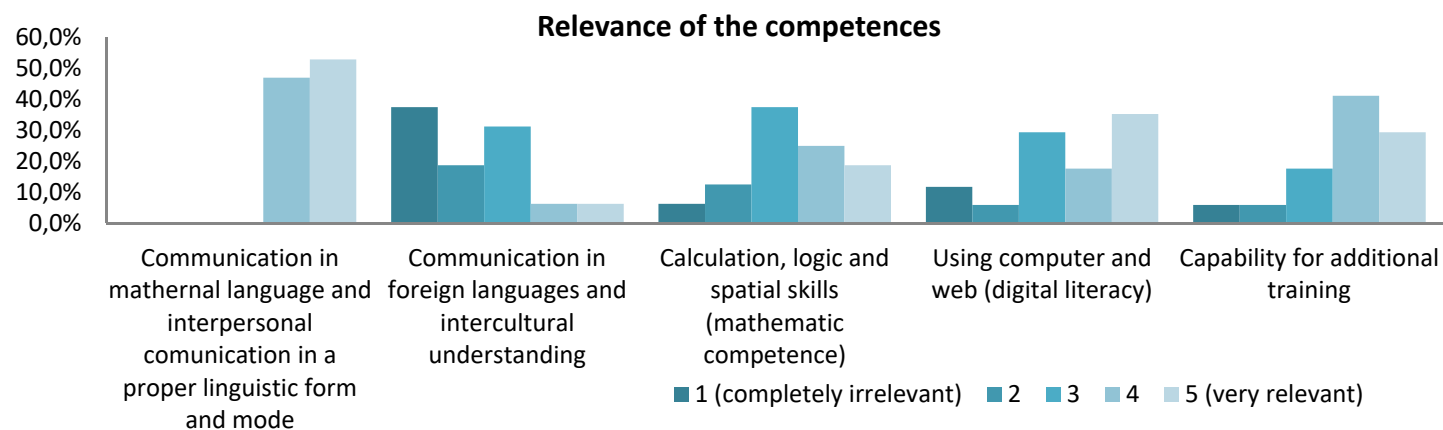 Relevance of the competences
60,0%
50,0%
40,0%
30,0%
20,0%
10,0%
0,0%
Communication in
mathernal language and
interpersonal
comunication in a
proper linguistic form
and mode
Communication in
foreign languages and
intercultural
understanding
Calculation, logic and
spatial skills
(mathematic
competence)
Using computer and
web (digital literacy)
Capability for additional
training
1 (completely irrelevant) 2 3 4 5 (very relevant)